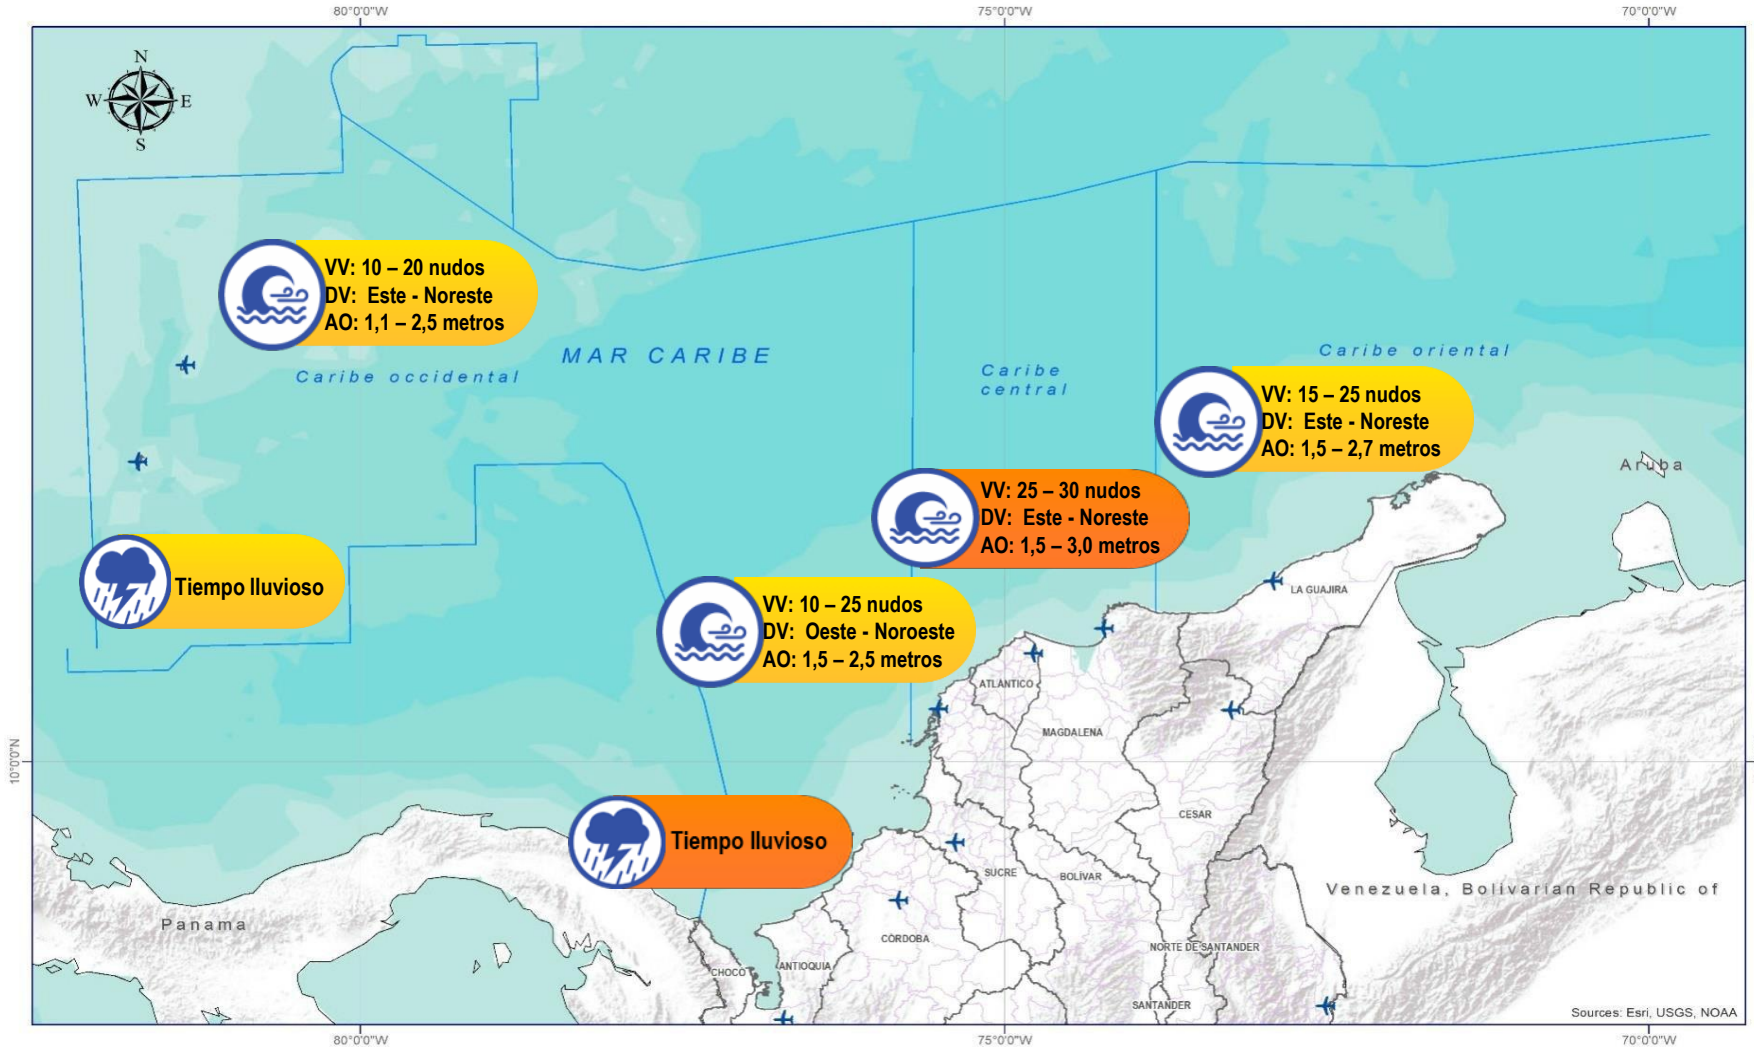 80°0'0"W
75°0'0"W
70°0'0"W
N
W
E
S
VV: 10 – 20 nudos
DV: Este - Noreste
AO: 1,1 – 2,5 metros
MAR CARIBE
Caribe occidental
Caribe
central
Caribe oriental
VV: 15 – 25 nudos
DV: Este - Noreste
AO: 1,5 – 2,7 metros
Aruba
VV: 25 – 30 nudos
DV: Este - Noreste
AO: 1,5 – 3,0 metros
Tiempo lluvioso
VV: 10 – 25 nudos
DV: Oeste - Noroeste
AO: 1,5 – 2,5 metros
LA GUAJIRA
ATLÁNTICO
MAGDALENA
10°0'0"N
CESAR
Tiempo lluvioso
SUCRE
BOLÍVAR
Venezuela, Bolivarian Republic of
Panama
CÓRDOBA
NORTE DE SANTANDER
CHOCÓ
ANTIOQUIA
SANTANDER
Sources: Esri, USGS, NOAA
80°0'0"W
75°0'0"W
70°0'0"W